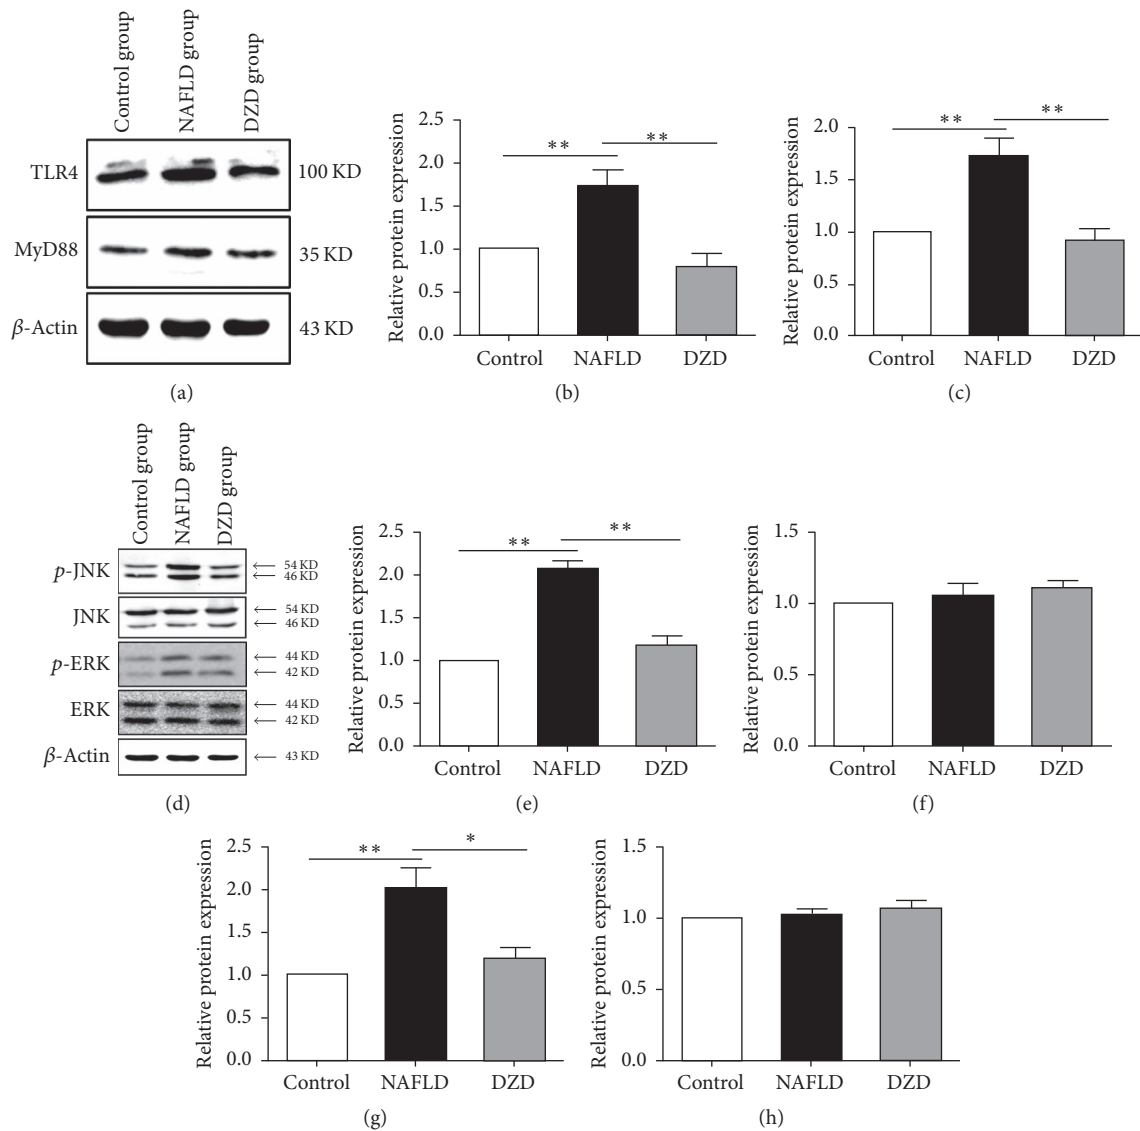 Control group
NAFLD group
DZD group
TLR4
100 KD
MyD88
35 KD
β-Actin
43 KD
(a)
Relative protein expression
2.5
2.0
1.5
1.0
0.5
0.0
**
**
Control
NAFLD
DZD
(b)
Relative protein expression
2.0
1.5
1.0
0.5
0.0
**
**
Control
NAFLD
DZD
(c)
Control group
NAFLD group
DZD group
p-JNK
54 KD
46 KD
JNK
54 KD
46 KD
p-ERK
44 KD
42 KD
ERK
44 KD
42 KD
β-Actin
43 KD
(d)
Relative protein expression
2.5
2.0
1.5
1.0
0.5
0.0
**
**
Control
NAFLD
DZD
(e)
Relative protein expression
1.5
1.0
0.5
0.0
Control
NAFLD
DZD
(f)
Relative protein expression
2.5
2.0
1.5
1.0
0.5
0.0
**
*
Control
NAFLD
DZD
(g)
Relative protein expression
1.5
1.0
0.5
0.0
Control
NAFLD
DZD
(h)